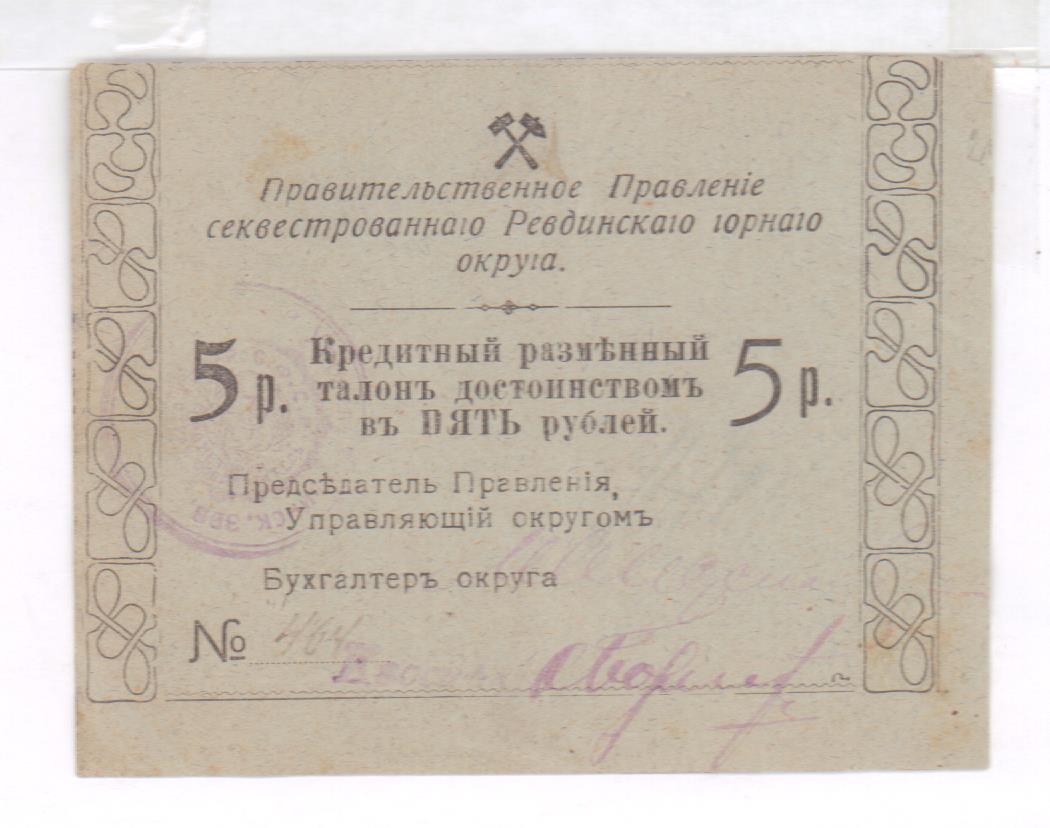 Правительственное Правленіе
секвестрованнаго Ревдинскаго горнаго
округа.
5 р. Кредитный размѣнный 5 р.
талонъ достоинствомъ
въ ПЯТЬ рублей.
Предсѣдатель Правленія,
Управляющій округомъ
Бухгалтеръ округа
№ 464